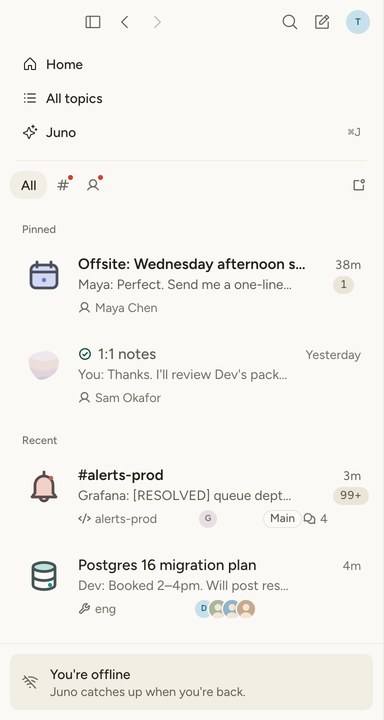 T
Home
All topics
Juno ⌘J
All #
Pinned
Offsite: Wednesday afternoon s... 38m
Maya: Perfect. Send me a one-line... 1
Maya Chen
1:1 notes Yesterday
You: Thanks. I'll review Dev's pack...
Sam Okafor
Recent
#alerts-prod 3m
Grafana: [RESOLVED] queue dept... 99+
alerts-prod G Main 4
Postgres 16 migration plan 4m
Dev: Booked 2–4pm. Will post res...
eng D
You're offline
Juno catches up when you're back.